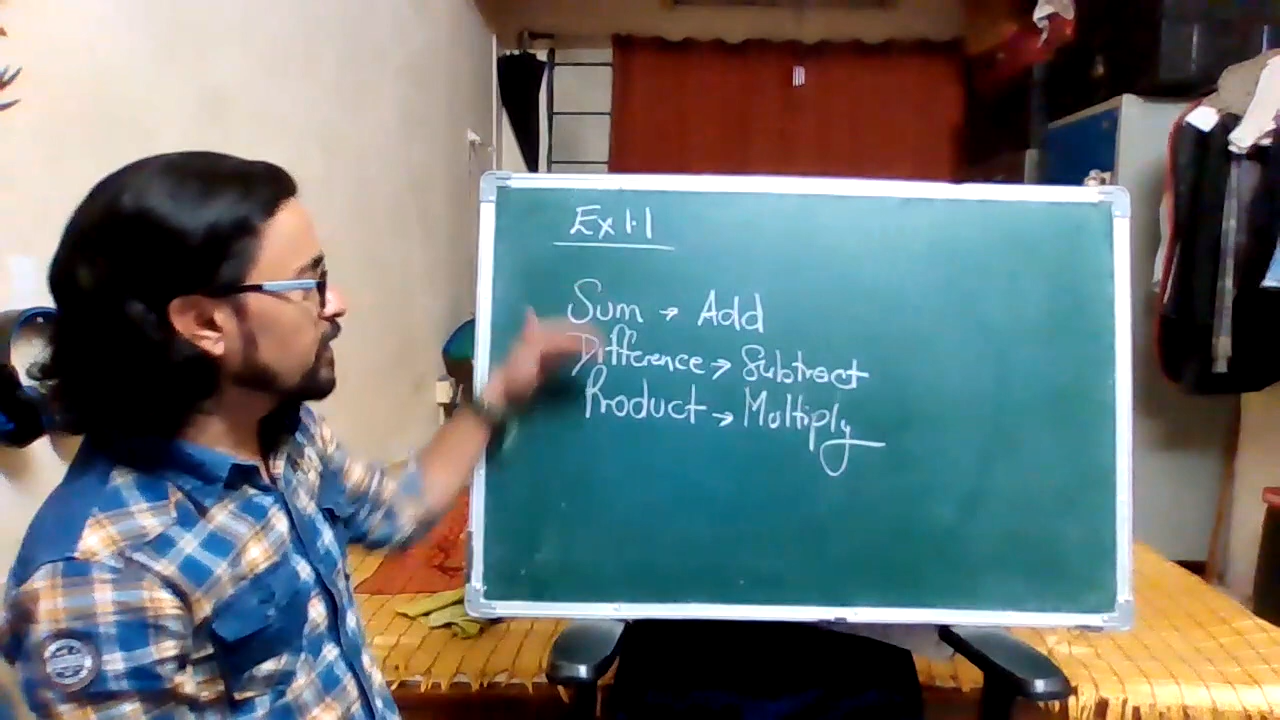 Ex 1.1
Sum → Add
Difference → Subtract
Product → Multiply